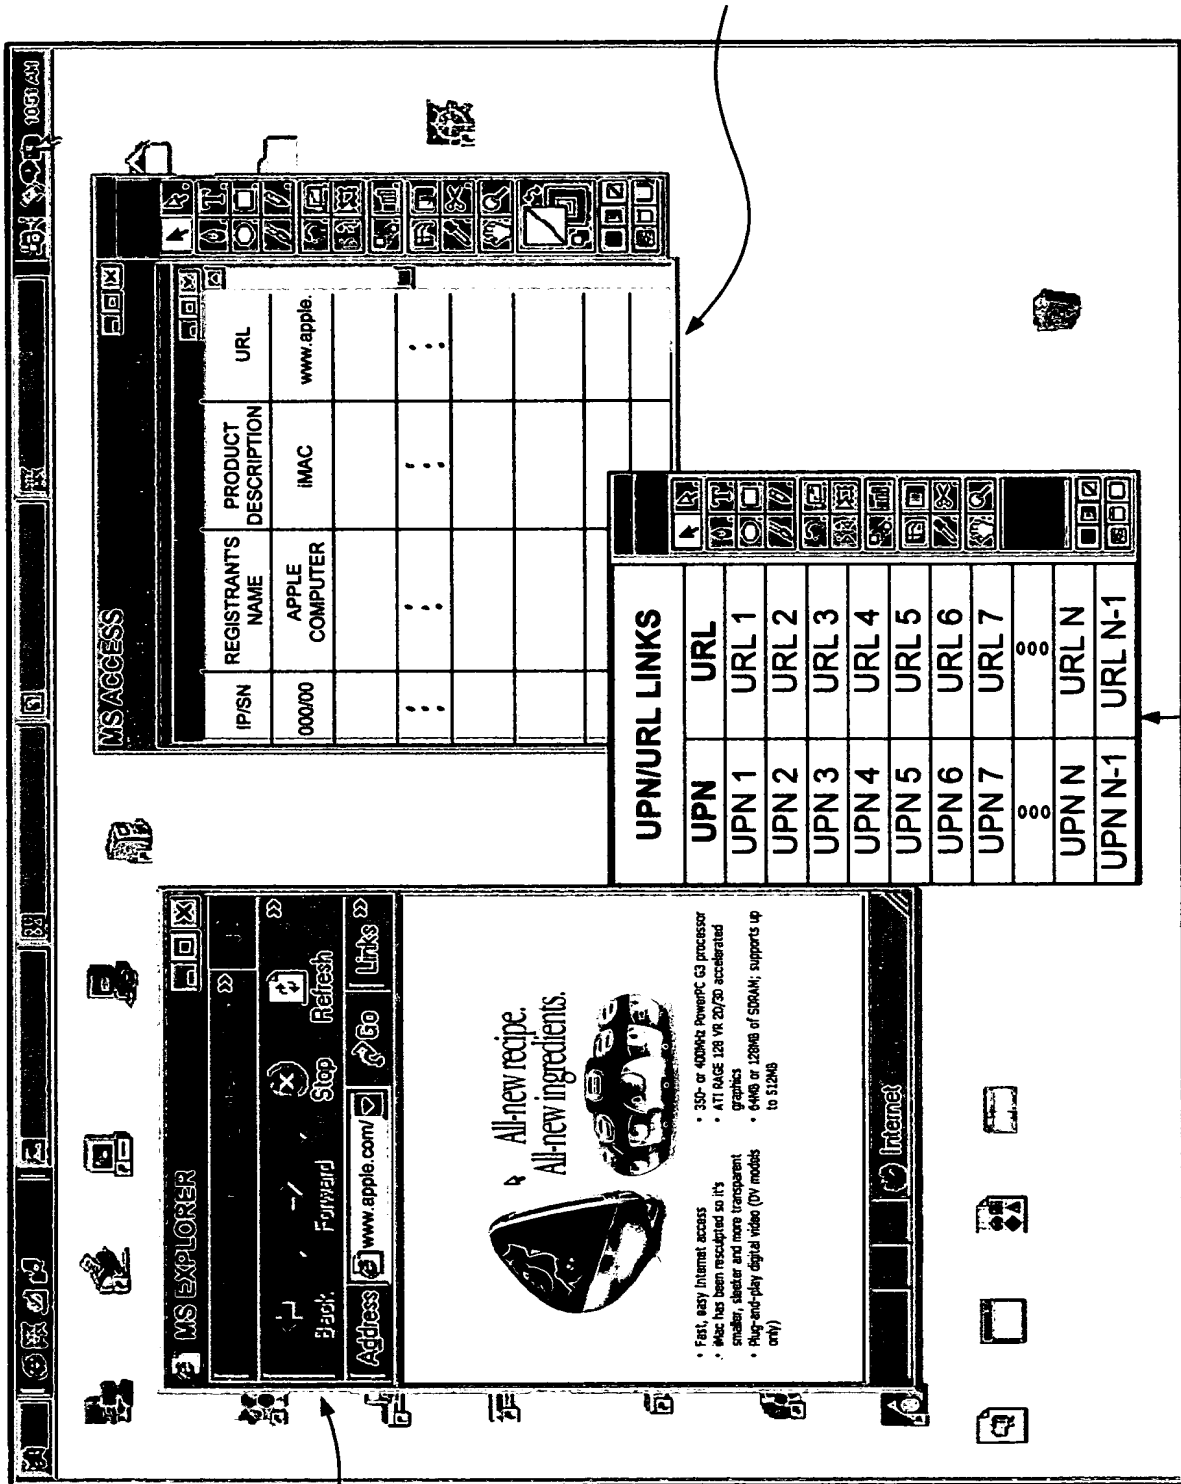 10:51 AM
MS EXPLORER
Back
Forward
Stop
Refresh
Address
www.apple.com/
Go
Links
All-new recipe.
All-new ingredients.
• Fast, easy Internet access
• iMac has been resculpted so it's
smaller, sleeker and more transparent
• Plug-and-play digital video (DV models
only)
• 350- or 400MHz PowerPC G3 processor
• ATI RAGE 128 VR 2D/3D accelerated
graphics
• 64MB or 128MB of SDRAM; supports up
to 512MB
Internet
MS ACCESS
IP/SN REGISTRANT'S NAME PRODUCT DESCRIPTION URL
000/00 APPLE COMPUTER iMAC www.apple.
UPN/URL LINKS
UPN URL
UPN 1 URL 1
UPN 2 URL 2
UPN 3 URL 3
UPN 4 URL 4
UPN 5 URL 5
UPN 6 URL 6
UPN 7 URL 7
ooo ooo
UPN N URL N
UPN N-1 URL N-1